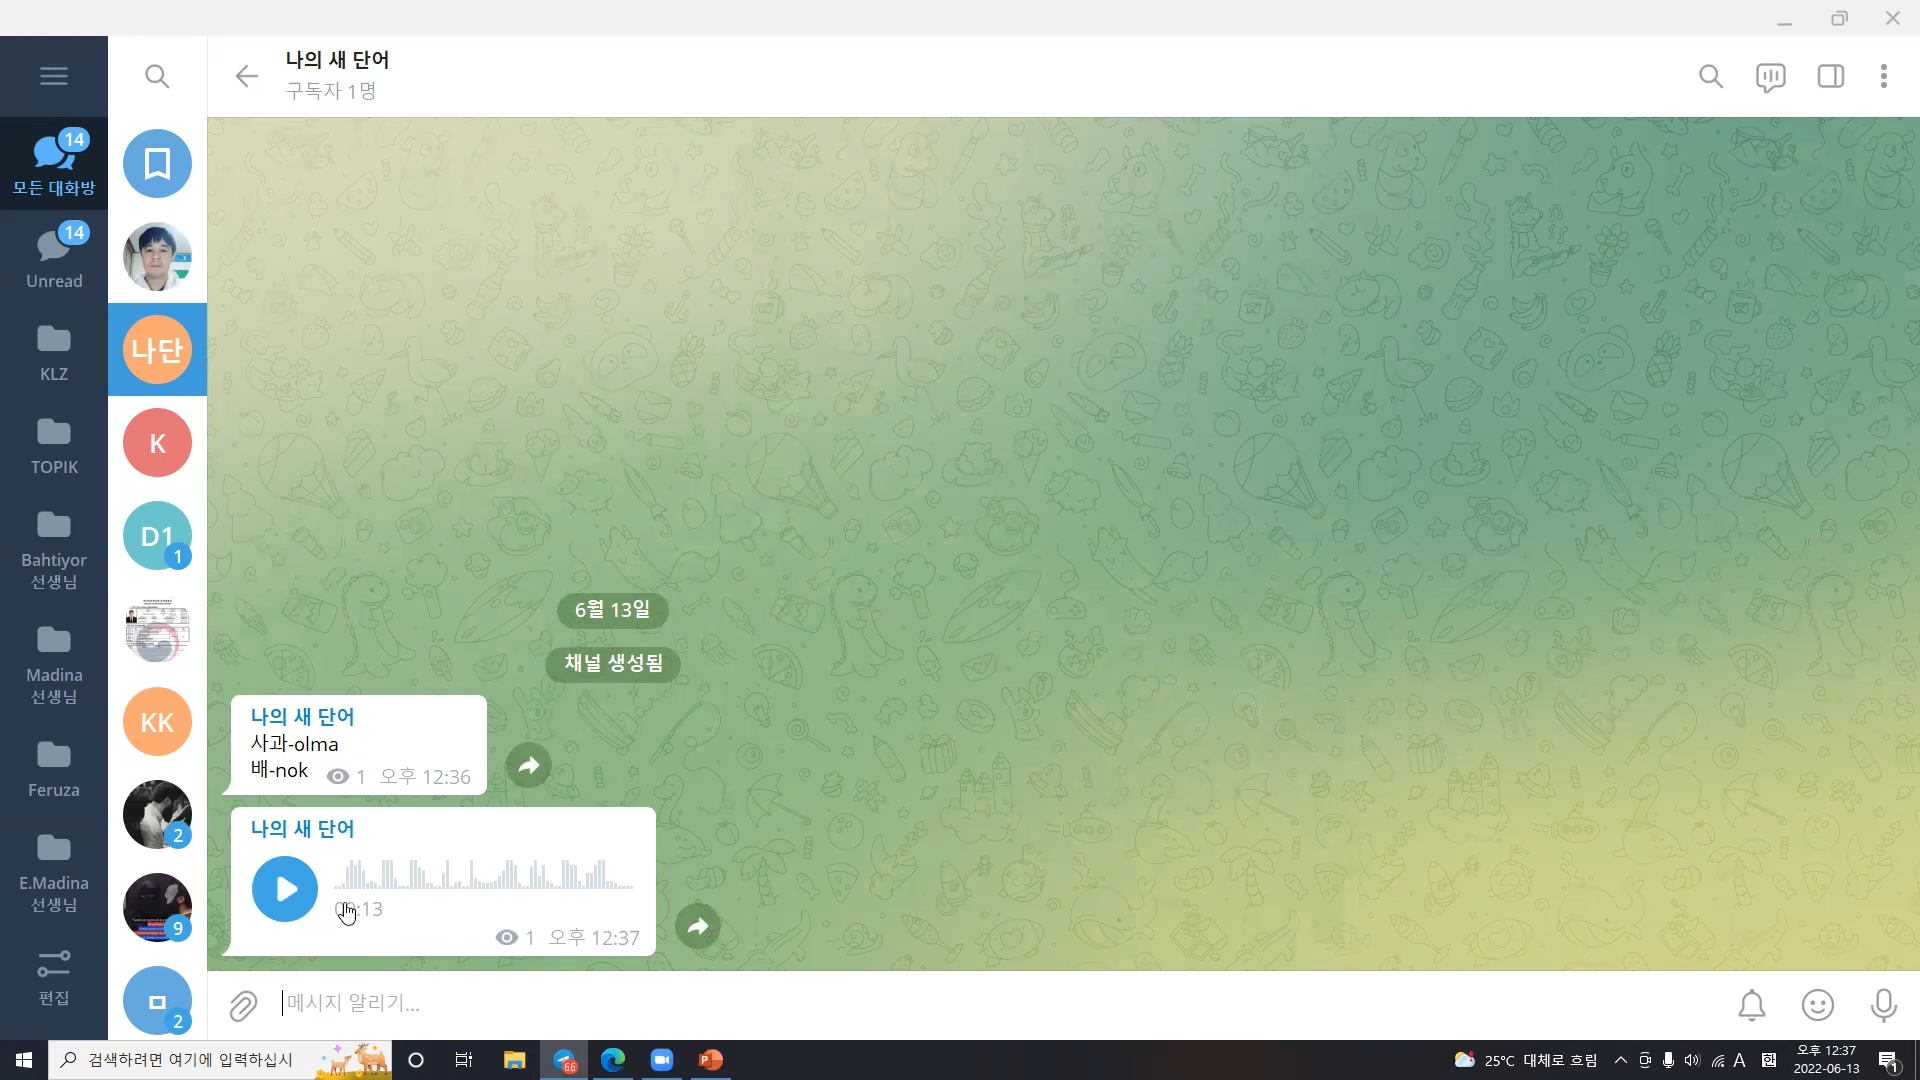 나의 새 단어
구독자 1명
14
모든 대화방
14
Unread
KLZ
TOPIK
Bahtiyor
선생님
Madina
선생님
Feruza
E.Madina
선생님
편집
나단
K
D1
1
KK
2
9
ㅁ
2
6월 13일
채널 생성됨
나의 새 단어
사과-olma
배-nok
1 오후 12:36
나의 새 단어
:13
1 오후 12:37
메시지 알리기...
검색하려면 여기에 입력하십시
66
P
25°C 대체로 흐림
A
한
오후 12:37
2022-06-13
1